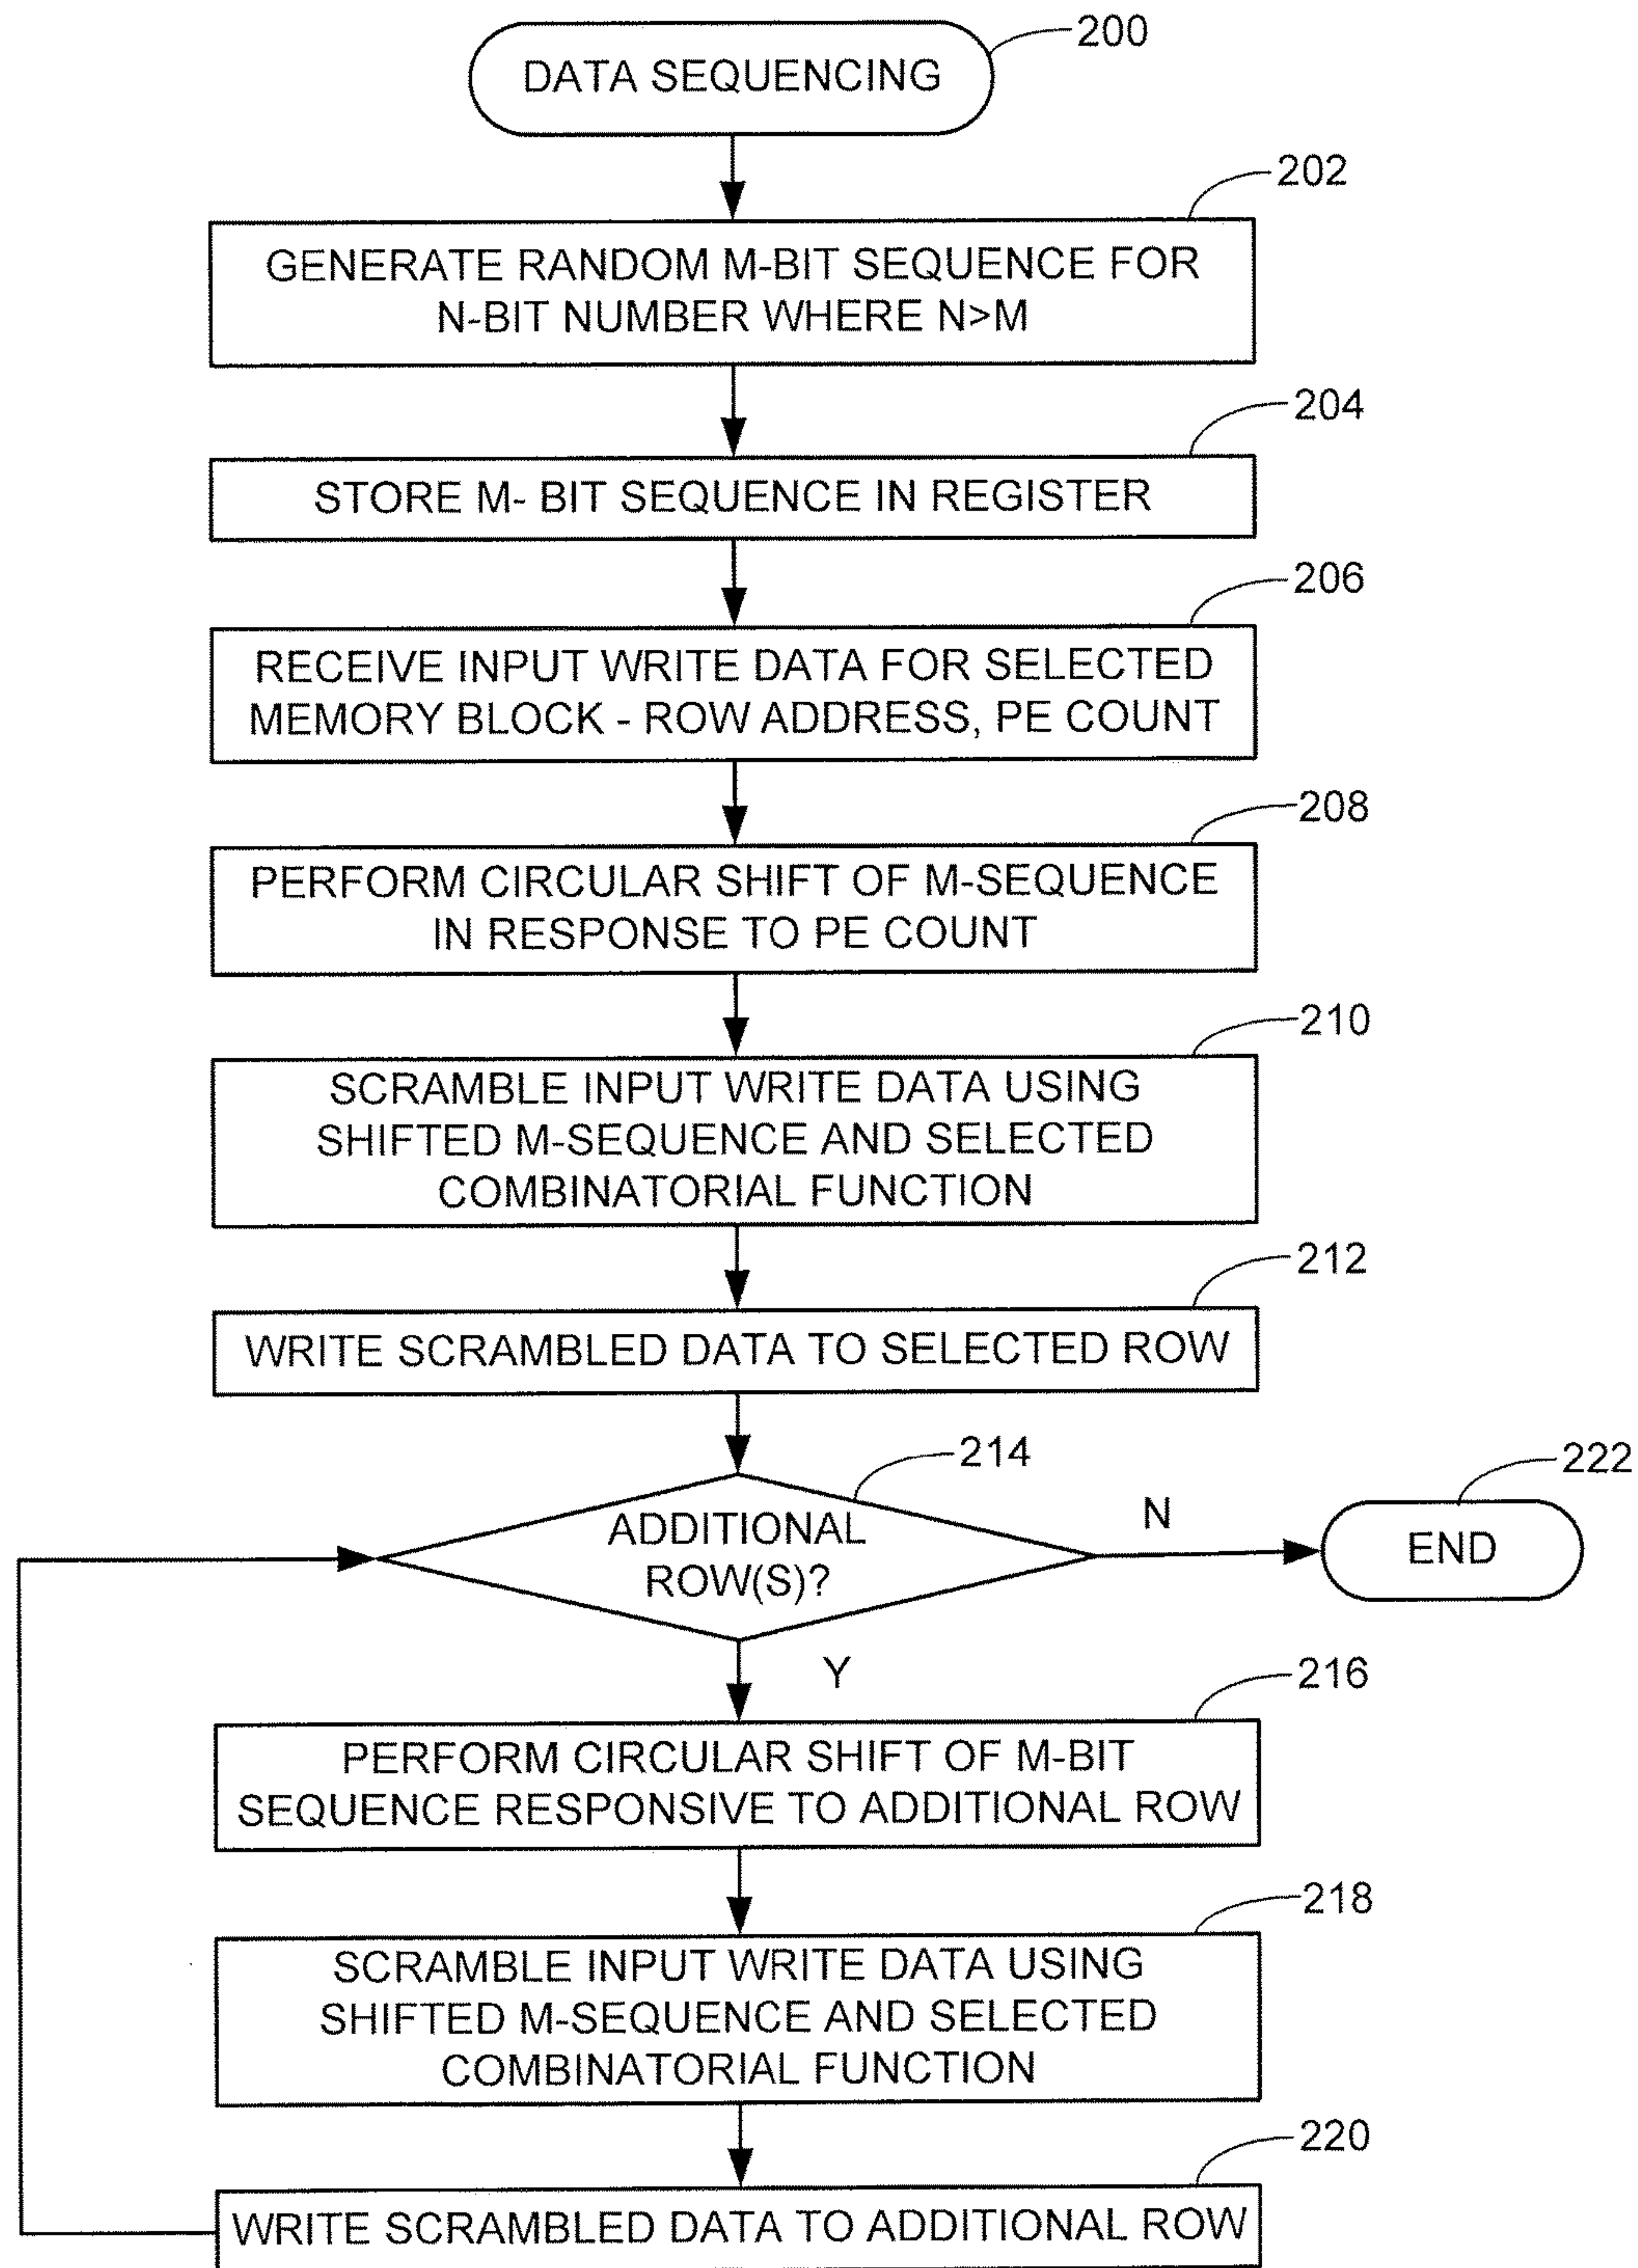 200
DATA SEQUENCING
202
GENERATE RANDOM M-BIT SEQUENCE FOR
N-BIT NUMBER WHERE N>M
204
STORE M- BIT SEQUENCE IN REGISTER
206
RECEIVE INPUT WRITE DATA FOR SELECTED
MEMORY BLOCK - ROW ADDRESS, PE COUNT
208
PERFORM CIRCULAR SHIFT OF M-SEQUENCE
IN RESPONSE TO PE COUNT
210
SCRAMBLE INPUT WRITE DATA USING
SHIFTED M-SEQUENCE AND SELECTED
COMBINATORIAL FUNCTION
212
WRITE SCRAMBLED DATA TO SELECTED ROW
214
ADDITIONAL
ROW(S)?
N
222
END
Y
216
PERFORM CIRCULAR SHIFT OF M-BIT
SEQUENCE RESPONSIVE TO ADDITIONAL ROW
218
SCRAMBLE INPUT WRITE DATA USING
SHIFTED M-SEQUENCE AND SELECTED
COMBINATORIAL FUNCTION
220
WRITE SCRAMBLED DATA TO ADDITIONAL ROW